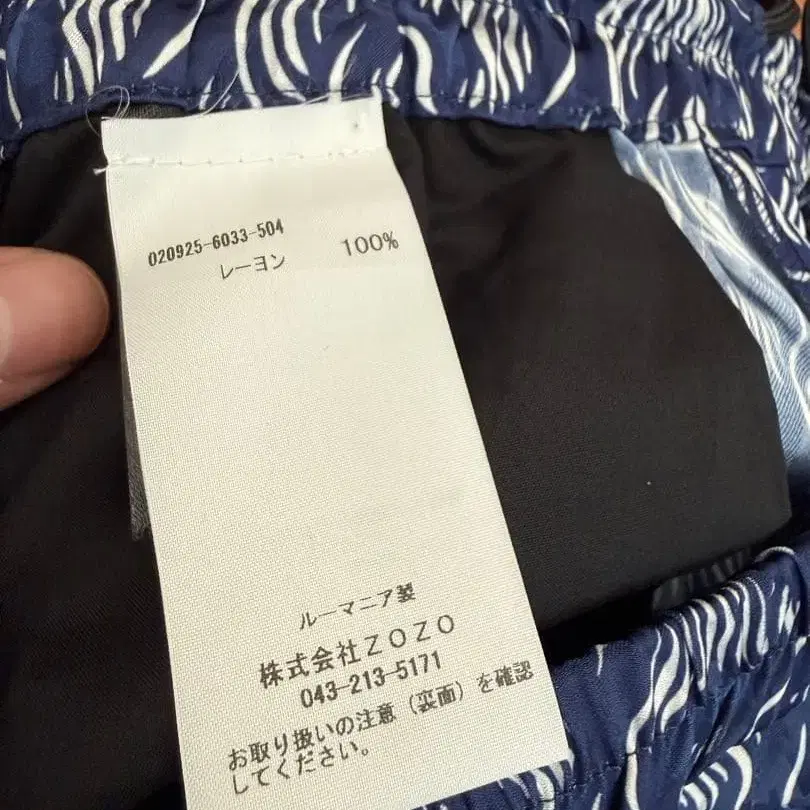 020925-6033-504
レーヨン 100%
ルーマニア製
株式会社ZOZO
043-213-5171
お取り扱いの注意(裏面)を確認
してください。